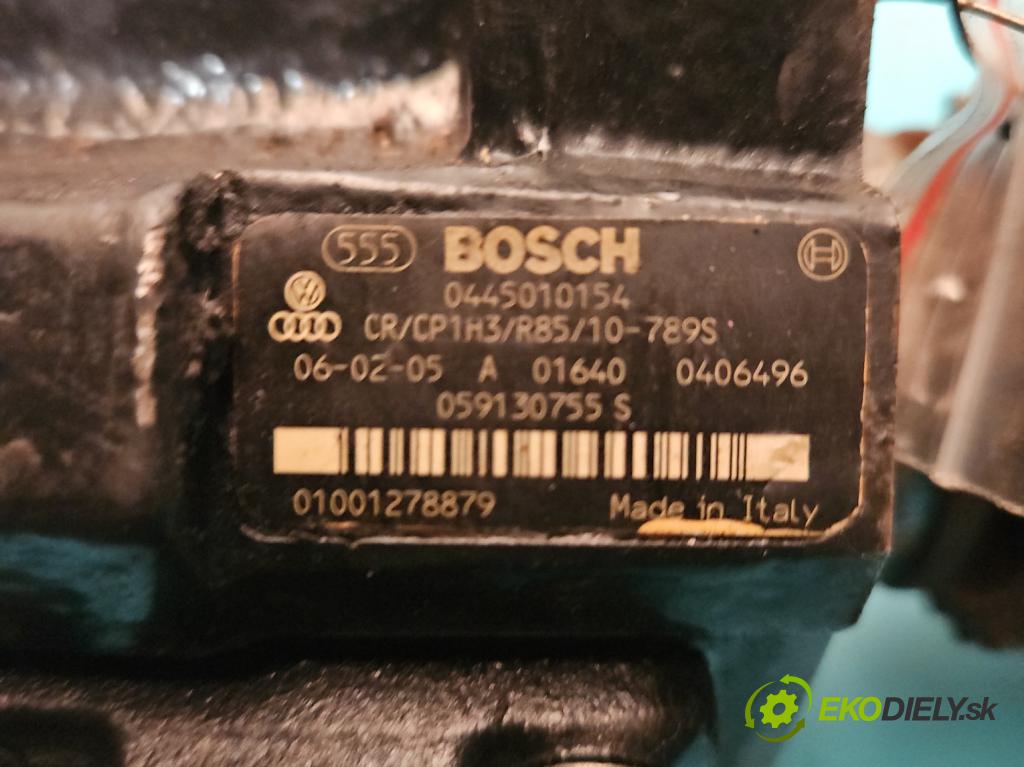 555 BOSCH
0445010154
CR/CP1H3/R85/10-789S
06-02-05 A 01640 0406496
059130755 S
01001278879 Made in Italy
EKODIELY.sk